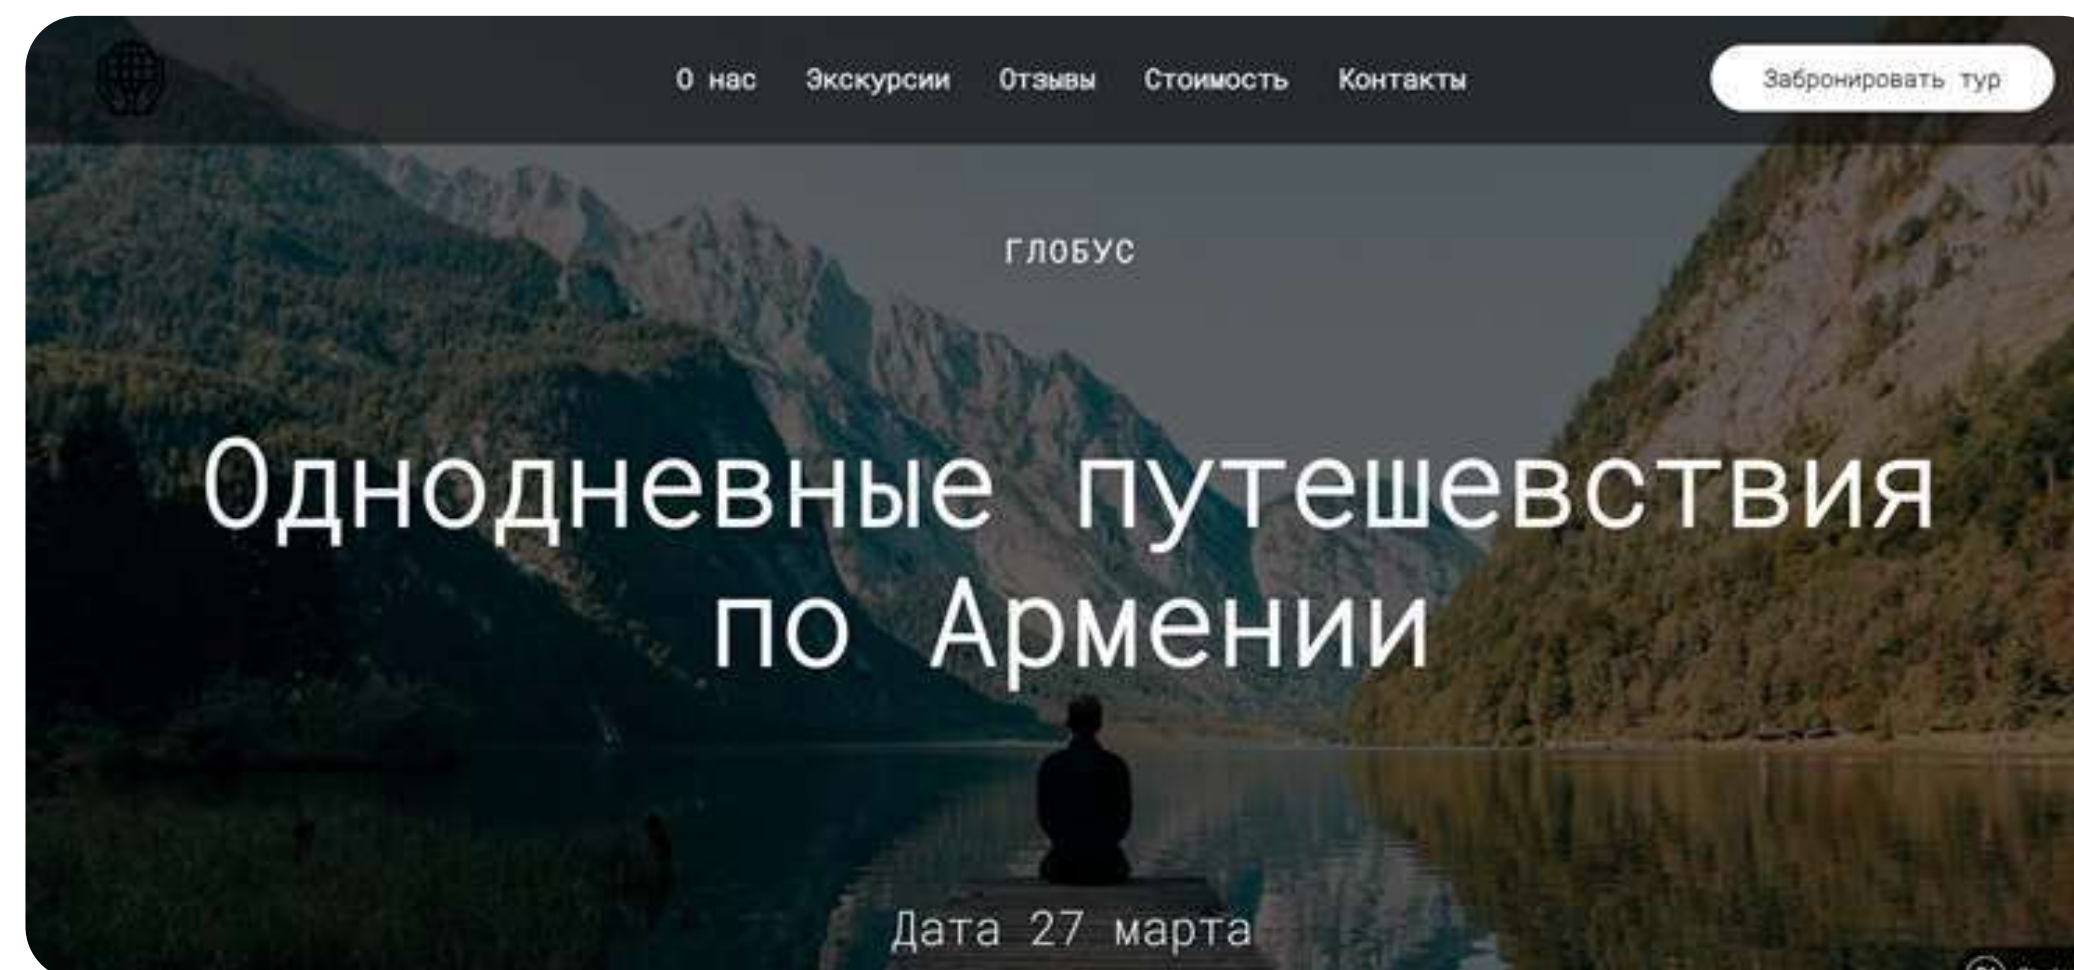 О нас Экскурсии Отзывы Стоимость Контакты Забронировать тур
ГЛОБУС
Однодневные путешевствия
по Армении
Дата 27 марта